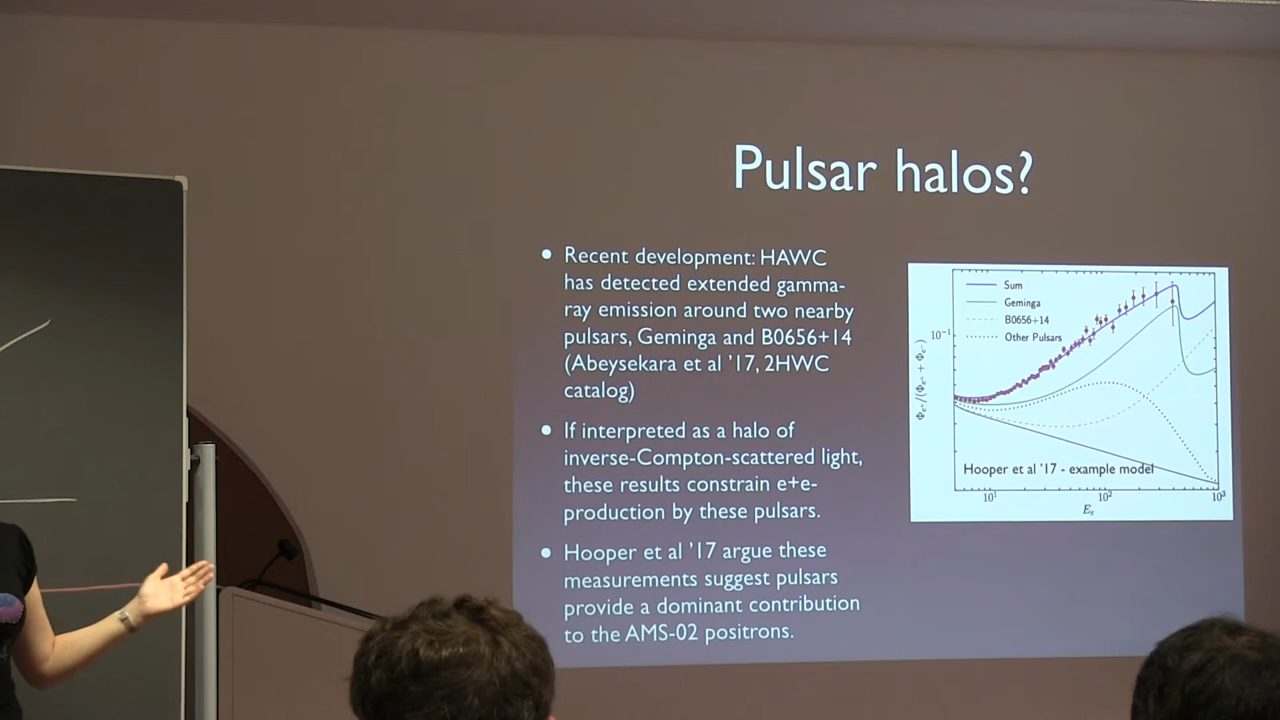 Pulsar halos?
• Recent development: HAWC
has detected extended gamma-
ray emission around two nearby
pulsars, Geminga and B0656+14
(Abeysekara et al '17, 2HWC
catalog)
• If interpreted as a halo of
inverse-Compton-scattered light,
these results constrain e+e-
production by these pulsars.
• Hooper et al '17 argue these
measurements suggest pulsars
provide a dominant contribution
to the AMS-02 positrons.
Sum
Geminga
B0656+14
Other Pulsars
10⁻¹
Φe⁺/(Φe⁺ + Φe⁻)
Hooper et al '17 - example model
10¹ 10² 10³
Eₑ